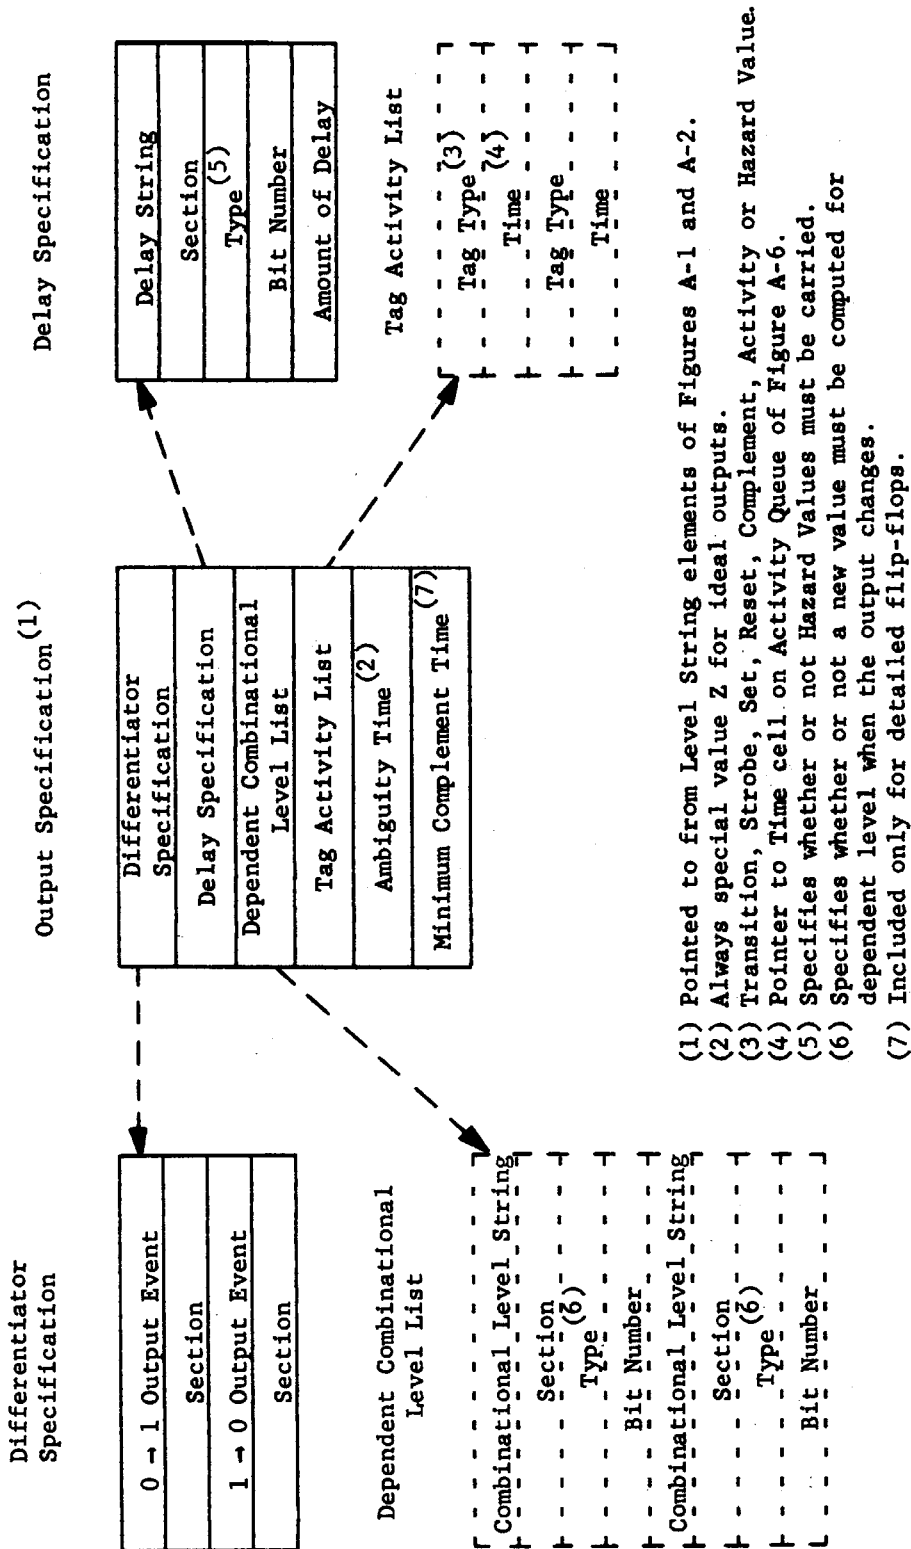 Differentiator
Specification
0 → 1 Output Event
Section
1 → 0 Output Event
Section
Dependent Combinational
Level List
Combinational Level String
Section
Type (6)
Bit Number
Combinational Level String
Section
Type (6)
Bit Number
Output Specification (1)
Differentiator
Specification
Delay Specification
Dependent Combinational
Level List
Tag Activity List
Ambiguity Time (2)
Minimum Complement Time (7)
Delay Specification
Delay String
Section
Type (5)
Bit Number
Amount of Delay
Tag Activity List
Tag Type (3)
Time (4)
Tag Type
Time
(1) Pointed to from Level String elements of Figures A-1 and A-2.
(2) Always special value Z for ideal outputs.
(3) Transition, Strobe, Set, Reset, Complement, Activity or Hazard Value.
(4) Pointer to Time cell on Activity Queue of Figure A-6.
(5) Specifies whether or not Hazard Values must be carried.
(6) Specifies whether or not a new value must be computed for
dependent level when the output changes.
(7) Included only for detailed flip-flops.